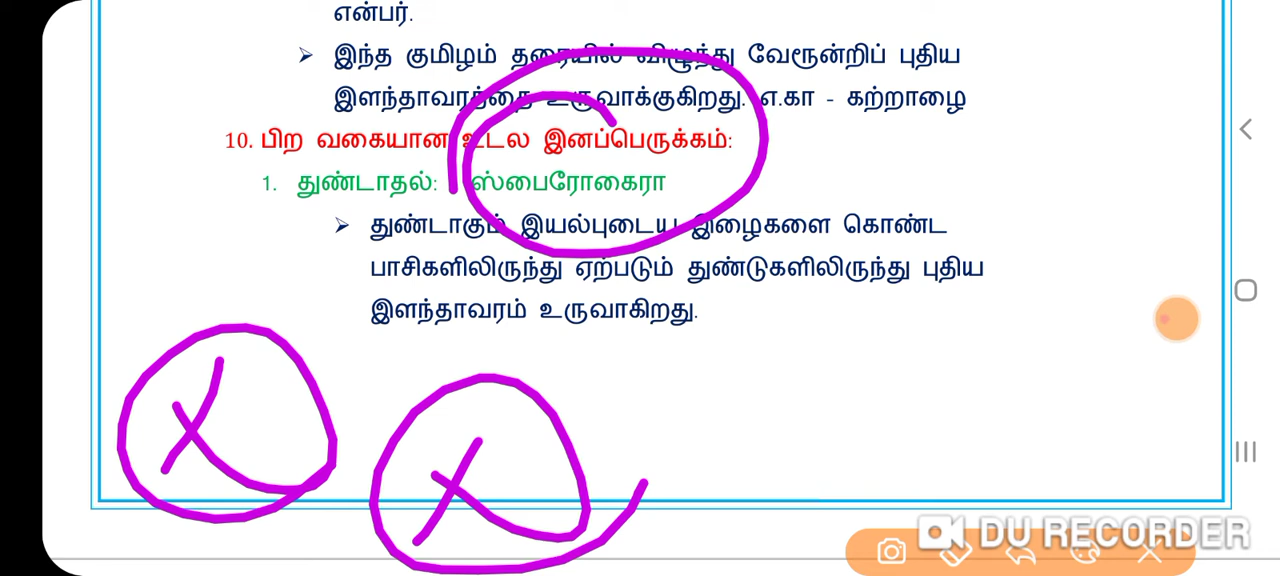 என்பர்.
➢ இந்த குமிழம் தரையில் விழுந்து வேரூன்றிப் புதிய
இளந்தாவரத்தை உருவாக்குகிறது. எ.கா - கற்றாழை
10. பிற வகையான உடல இனப்பெருக்கம்:
1. துண்டாதல்: ஸ்பைரோகைரா
➢ துண்டாகும் இயல்புடைய இழைகளை கொண்ட
பாசிகளிலிருந்து ஏற்படும் துண்டுகளிலிருந்து புதிய
இளந்தாவரம் உருவாகிறது.
X
X
DU RECORDER